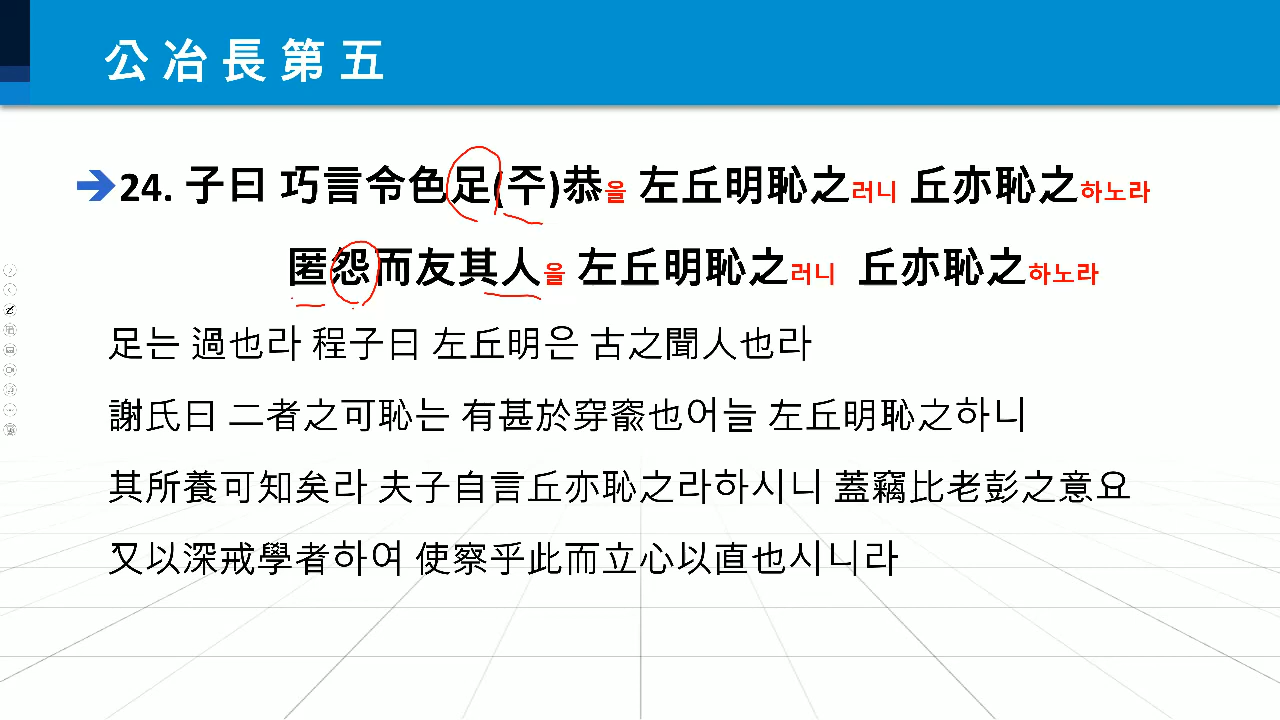 公冶長第五
24. 子曰 巧言令色足(주)恭을 左丘明恥之러니 丘亦恥之하노라
匿怨而友其人을 左丘明恥之러니 丘亦恥之하노라
足는 過也라 程子曰 左丘明은 古之聞人也라
謝氏曰 二者之可恥는 有甚於穿窬也어늘 左丘明恥之하니
其所養可知矣라 夫子自言丘亦恥之라하시니 蓋竊比老彭之意요
又以深戒學者하여 使察乎此而立心以直也시니라